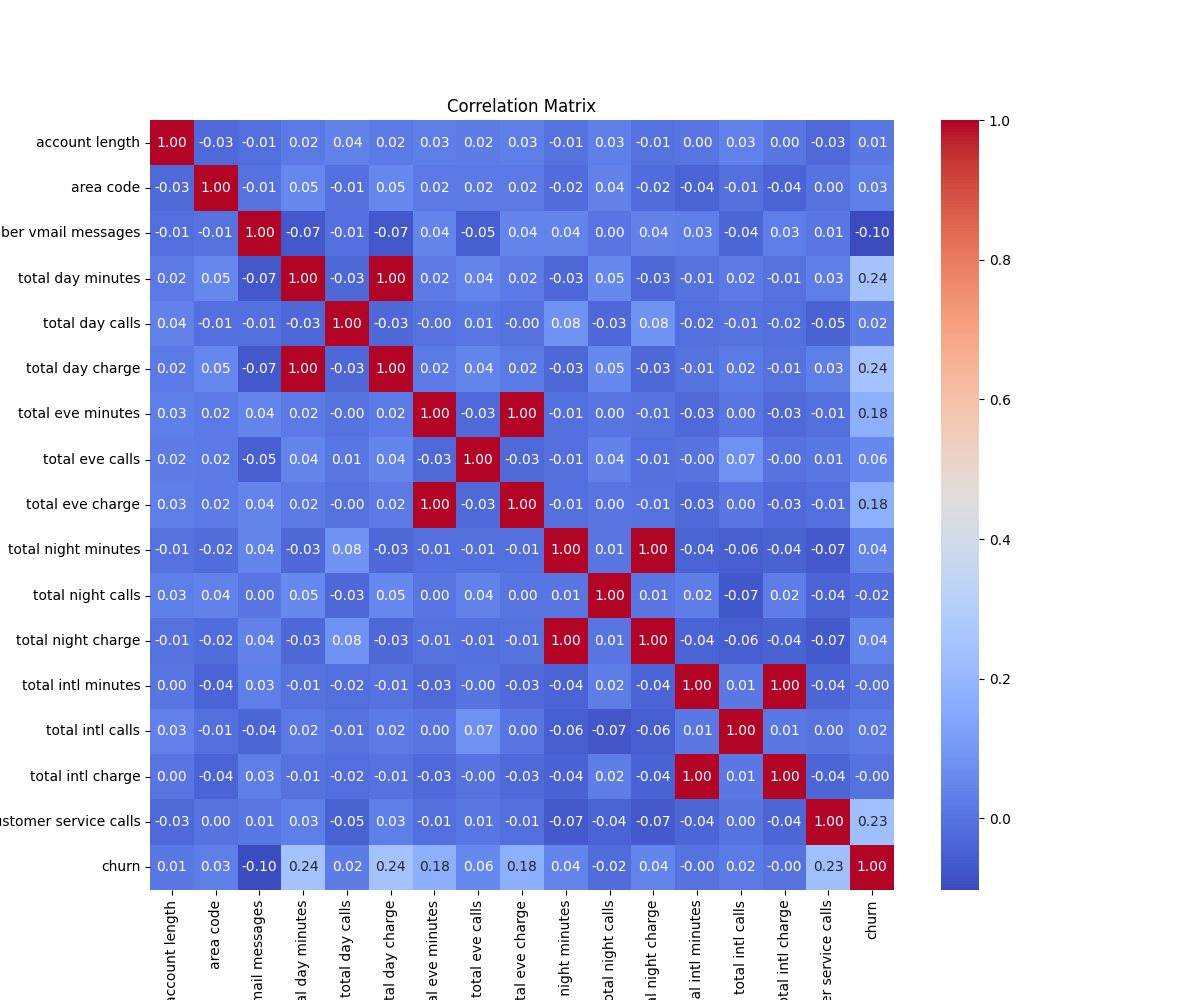 Correlation Matrix
account length 1.00 -0.03 -0.01 0.02 0.04 0.02 0.03 0.02 0.03 -0.01 0.03 -0.01 0.00 0.03 0.00 -0.03 0.01
area code -0.03 1.00 -0.01 0.05 -0.01 0.05 0.02 0.02 0.02 -0.02 0.04 -0.02 -0.04 -0.01 -0.04 0.00 0.03
ber vmail messages -0.01 -0.01 1.00 -0.07 -0.01 -0.07 0.04 -0.05 0.04 0.04 0.00 0.04 0.03 -0.04 0.03 0.01 -0.10
total day minutes 0.02 0.05 -0.07 1.00 -0.03 1.00 0.02 0.04 0.02 -0.03 0.05 -0.03 -0.01 0.02 -0.01 0.03 0.24
total day calls 0.04 -0.01 -0.01 -0.03 1.00 -0.03 -0.00 0.01 -0.00 0.08 -0.03 0.08 -0.02 -0.01 -0.02 -0.05 0.02
total day charge 0.02 0.05 -0.07 1.00 -0.03 1.00 0.02 0.04 0.02 -0.03 0.05 -0.03 -0.01 0.02 -0.01 0.03 0.24
total eve minutes 0.03 0.02 0.04 0.02 -0.00 0.02 1.00 -0.03 1.00 -0.01 0.00 -0.01 -0.03 0.00 -0.03 -0.01 0.18
total eve calls 0.02 0.02 -0.05 0.04 0.01 0.04 -0.03 1.00 -0.03 -0.01 0.04 -0.01 -0.00 0.07 -0.00 0.01 0.06
total eve charge 0.03 0.02 0.04 0.02 -0.00 0.02 1.00 -0.03 1.00 -0.01 0.00 -0.01 -0.03 0.00 -0.03 -0.01 0.18
total night minutes -0.01 -0.02 0.04 -0.03 0.08 -0.03 -0.01 -0.01 -0.01 1.00 0.01 1.00 -0.04 -0.06 -0.04 -0.07 0.04
total night calls 0.03 0.04 0.00 0.05 -0.03 0.05 0.00 0.04 0.00 0.01 1.00 0.01 0.02 -0.07 0.02 -0.04 -0.02
total night charge -0.01 -0.02 0.04 -0.03 0.08 -0.03 -0.01 -0.01 -0.01 1.00 0.01 1.00 -0.04 -0.06 -0.04 -0.07 0.04
total intl minutes 0.00 -0.04 0.03 -0.01 -0.02 -0.01 -0.03 -0.00 -0.03 -0.04 0.02 -0.04 1.00 0.01 1.00 -0.04 -0.00
total intl calls 0.03 -0.01 -0.04 0.02 -0.01 0.02 0.00 0.07 0.00 -0.06 -0.07 -0.06 0.01 1.00 0.01 0.00 0.02
total intl charge 0.00 -0.04 0.03 -0.01 -0.02 -0.01 -0.03 -0.00 -0.03 -0.04 0.02 -0.04 1.00 0.01 1.00 -0.04 -0.00
ustomer service calls -0.03 0.00 0.01 0.03 -0.05 0.03 -0.01 0.01 -0.01 -0.07 -0.04 -0.07 -0.04 0.00 -0.04 1.00 0.23
churn 0.01 0.03 -0.10 0.24 0.02 0.24 0.18 0.06 0.18 0.04 -0.02 0.04 -0.00 0.02 -0.00 0.23 1.00
account length
area code
mail messages
al day minutes
total day calls
tal day charge
al eve minutes
total eve calls
tal eve charge
night minutes
otal night calls
al night charge
al intl minutes
total intl calls
otal intl charge
er service calls
churn
1.0
0.8
0.6
0.4
0.2
0.0